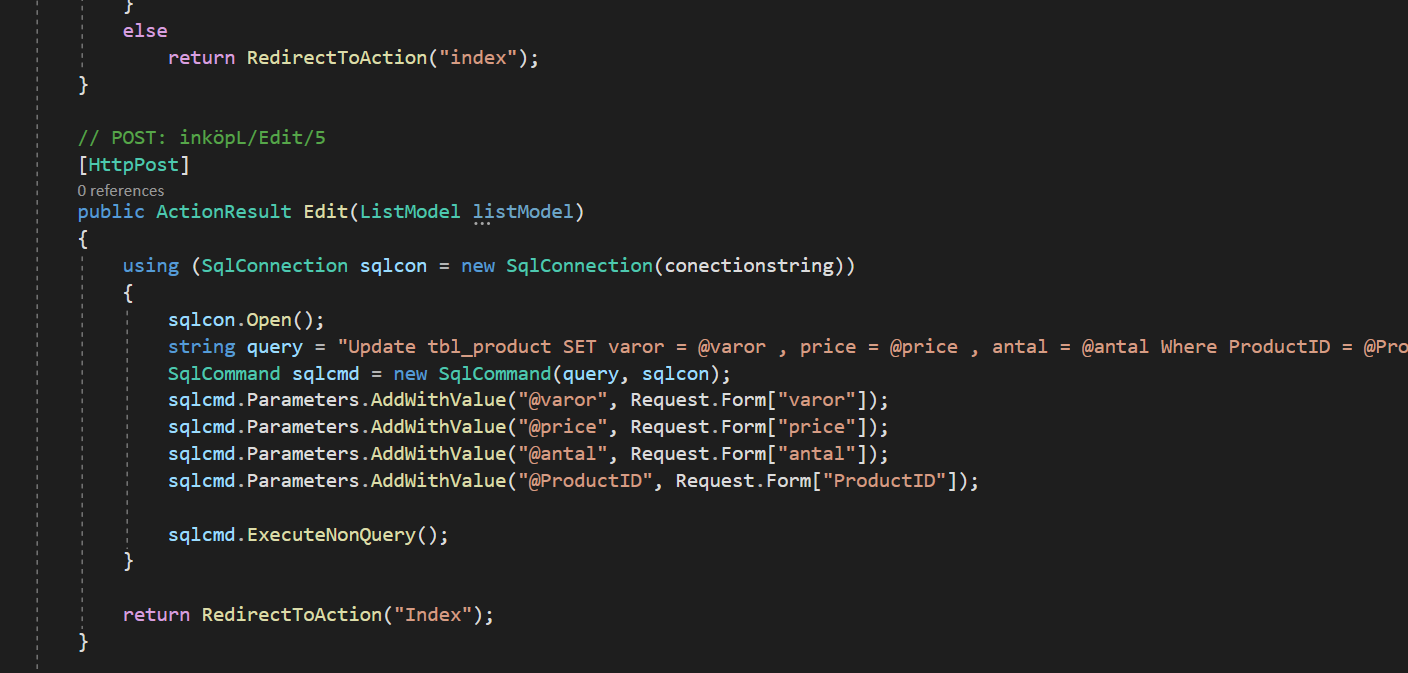 }
else
return RedirectToAction("index");
}
// POST: inköpL/Edit/5
[HttpPost]
0 references
public ActionResult Edit(ListModel listModel)
{
using (SqlConnection sqlcon = new SqlConnection(conectionstring))
{
sqlcon.Open();
string query = "Update tbl_product SET varor = @varor , price = @price , antal = @antal Where ProductID = @Pro
SqlCommand sqlcmd = new SqlCommand(query, sqlcon);
sqlcmd.Parameters.AddWithValue("@varor", Request.Form["varor"]);
sqlcmd.Parameters.AddWithValue("@price", Request.Form["price"]);
sqlcmd.Parameters.AddWithValue("@antal", Request.Form["antal"]);
sqlcmd.Parameters.AddWithValue("@ProductID", Request.Form["ProductID"]);
sqlcmd.ExecuteNonQuery();
}
return RedirectToAction("Index");
}